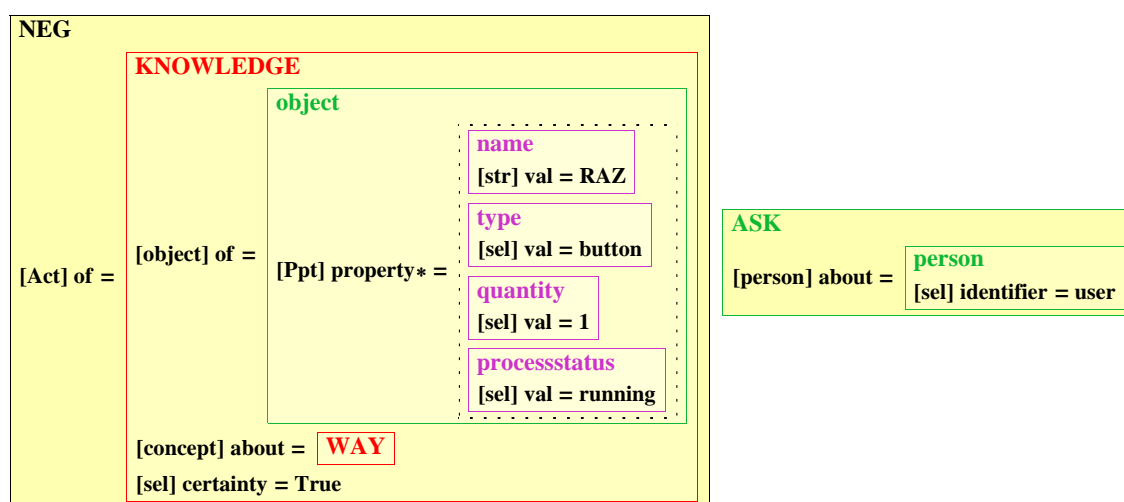 NEG
KNOWLEDGE
object
name
[str] val = RAZ
type
[sel] val = button
[object] of =
[Ppt] property* =
[Act] of =
quantity
[sel] val = 1
processstatus
[sel] val = running
[concept] about = WAY
[sel] certainty = True
ASK
person
[person] about =
[sel] identifier = user